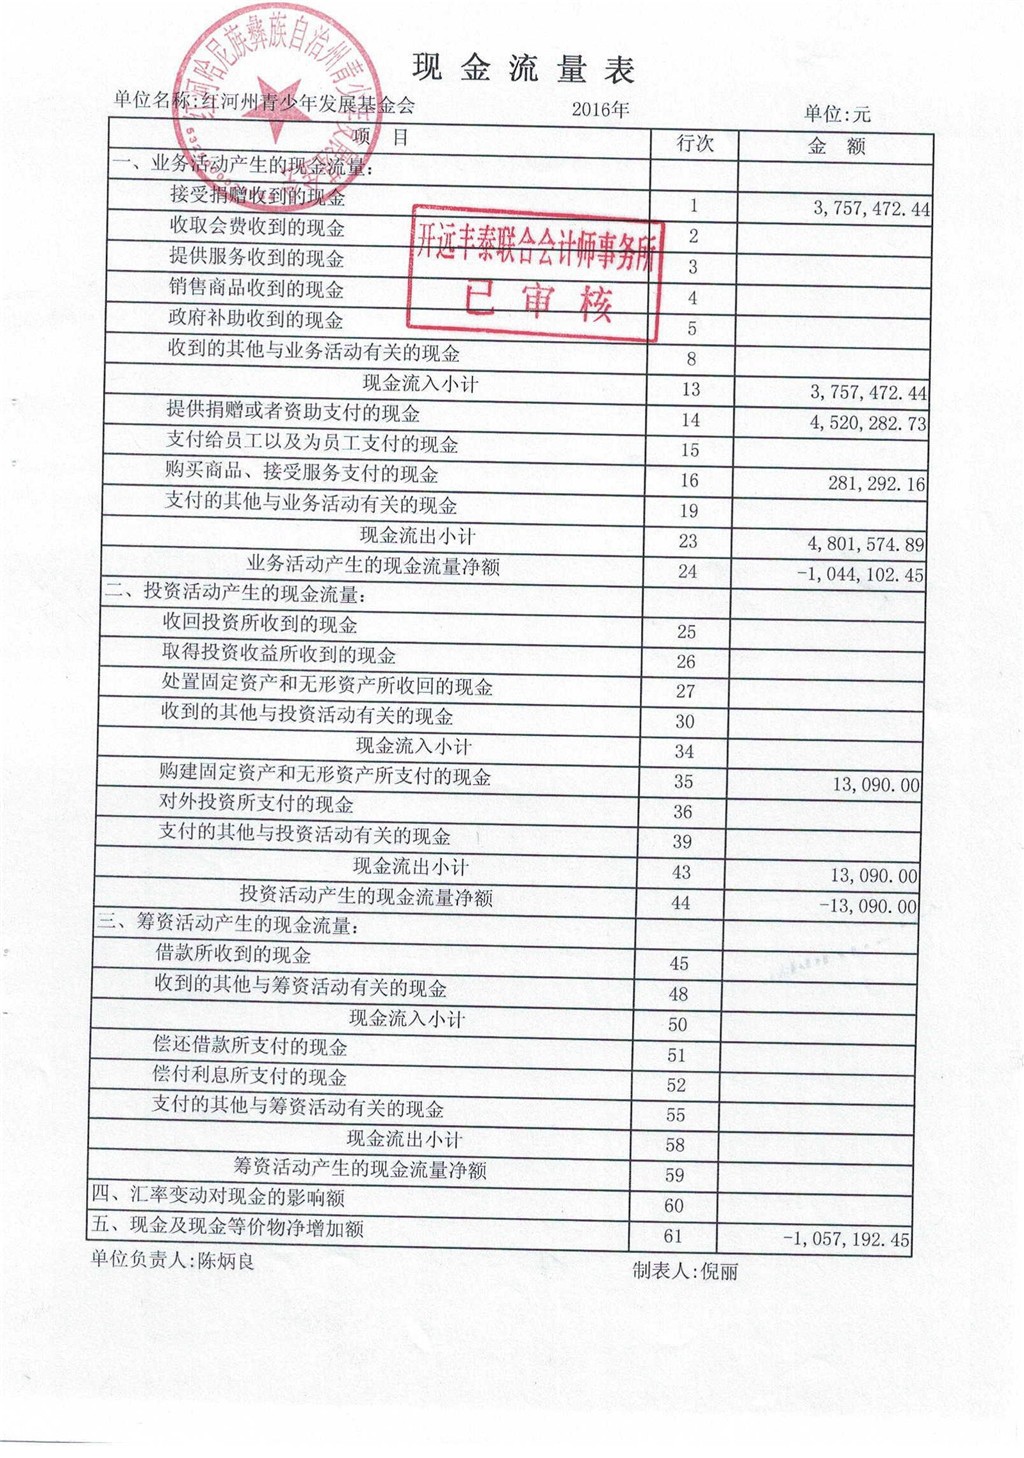 现金流量表
单位名称:红河州青少年发展基金会 2016年 单位:元
项 目 行次 金 额
一、业务活动产生的现金流量:
接受捐赠收到的现金 1 3,757,472.44
收取会费收到的现金 2
提供服务收到的现金 3
销售商品收到的现金 4
政府补助收到的现金 5
收到的其他与业务活动有关的现金 8
现金流入小计 13 3,757,472.44
提供捐赠或者资助支付的现金 14 4,520,282.73
支付给员工以及为员工支付的现金 15
购买商品、接受服务支付的现金 16 281,292.16
支付的其他与业务活动有关的现金 19
现金流出小计 23 4,801,574.89
业务活动产生的现金流量净额 24 -1,044,102.45
二、投资活动产生的现金流量:
收回投资所收到的现金 25
取得投资收益所收到的现金 26
处置固定资产和无形资产所收回的现金 27
收到的其他与投资活动有关的现金 30
现金流入小计 34
购建固定资产和无形资产所支付的现金 35 13,090.00
对外投资所支付的现金 36
支付的其他与投资活动有关的现金 39
现金流出小计 43 13,090.00
投资活动产生的现金流量净额 44 -13,090.00
三、筹资活动产生的现金流量:
借款所收到的现金 45
收到的其他与筹资活动有关的现金 48
现金流入小计 50
偿还借款所支付的现金 51
偿付利息所支付的现金 52
支付的其他与筹资活动有关的现金 55
现金流出小计 58
筹资活动产生的现金流量净额 59
四、汇率变动对现金的影响额 60
五、现金及现金等价物净增加额 61 -1,057,192.45
单位负责人:陈炳良 制表人:倪丽
红河哈尼族彝族自治州青少年发展基金会
开远丰泰联合会计师事务所
已审核